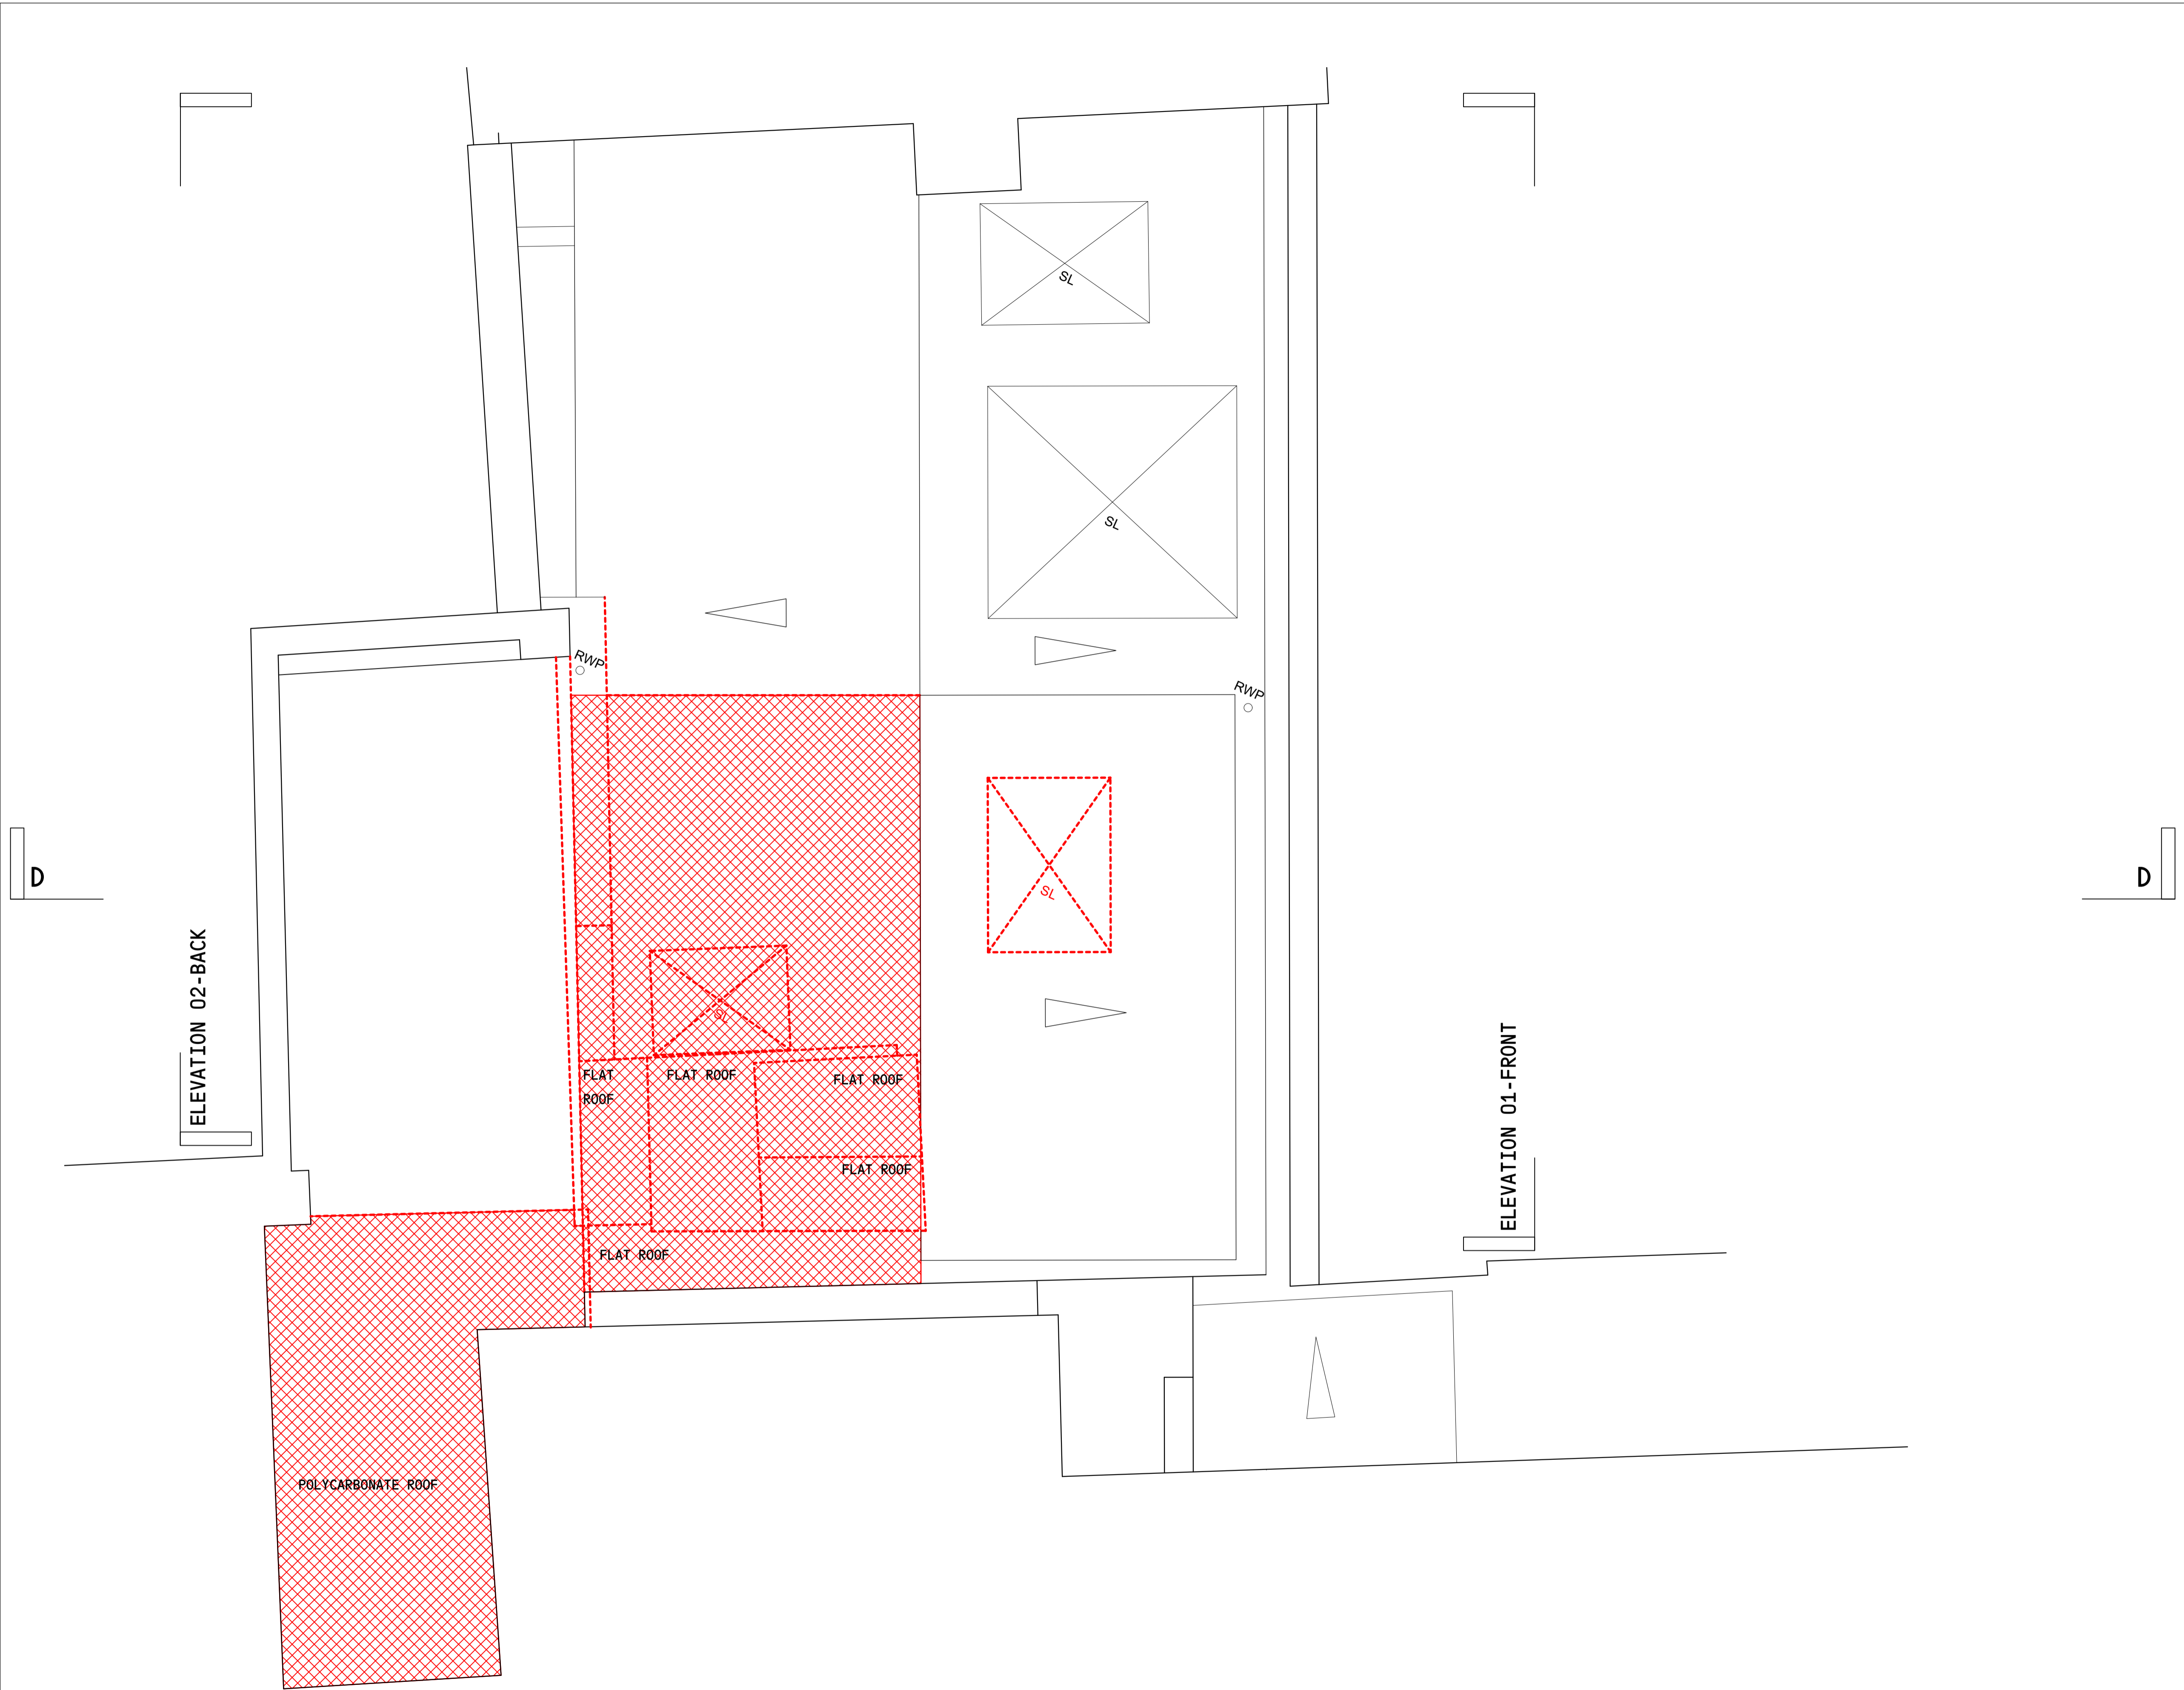 SL
SL
RWP
RWP
D
D
SL
ELEVATION 02-BACK
SL
ELEVATION 01-FRONT
FLAT
ROOF
FLAT ROOF
FLAT ROOF
FLAT ROOF
FLAT ROOF
POLYCARBONATE ROOF